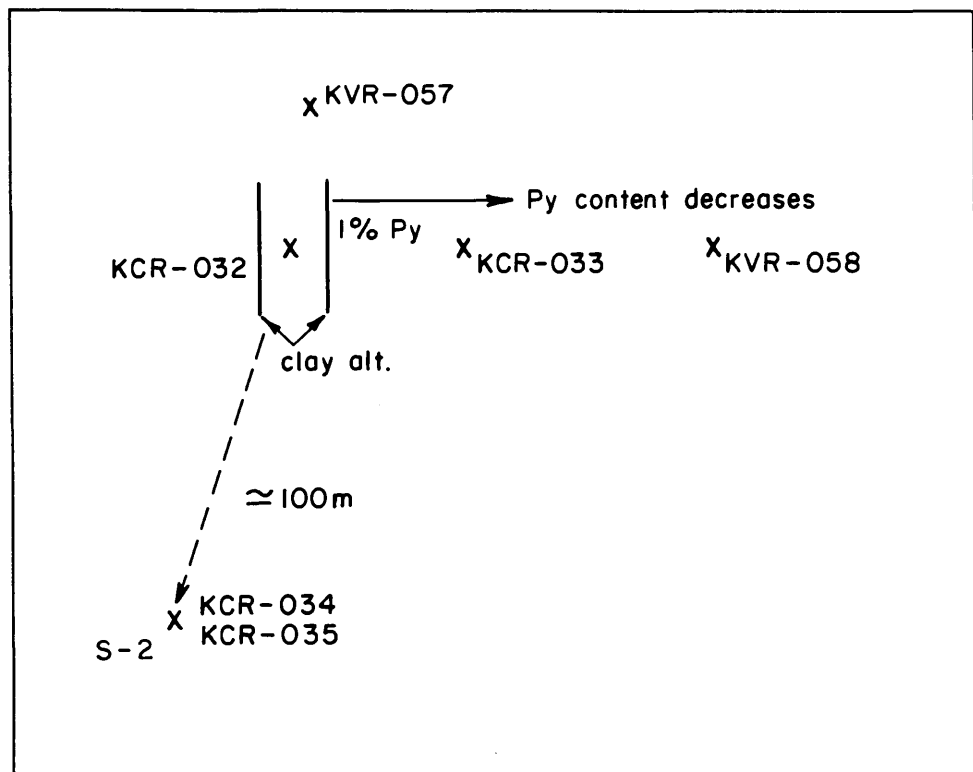 KVR-057
Py content decreases
1% Py
KCR-032
KCR-033
KVR-058
clay alt.
≃100m
KCR-034
KCR-035
S-2